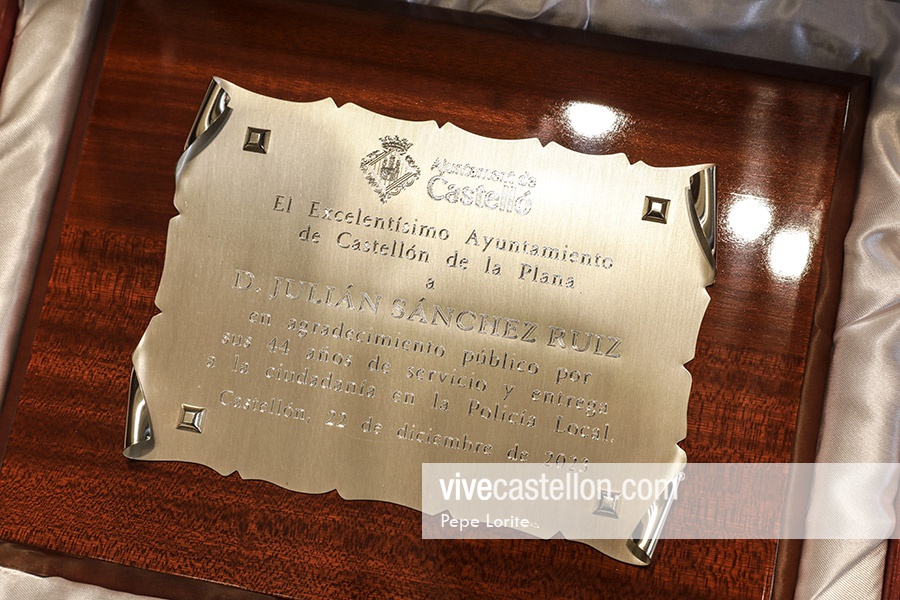 Ajuntament de
Castelló
El Excelentísimo Ayuntamiento
de Castellón de la Plana
a
D. JULIÁN SÁNCHEZ RUIZ
en agradecimiento público por
sus 44 años de servicio y entrega
a la ciudadanía en la Policía Local.
Castellón, 22 de diciembre de 2023
vivecastellon.com
Pepe Lorite